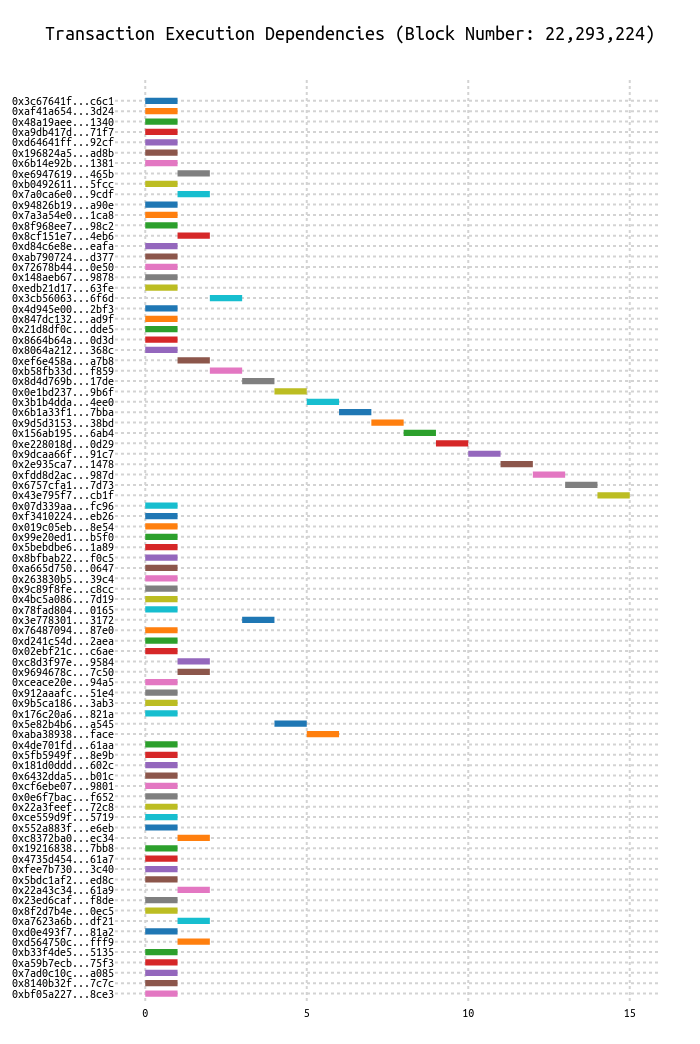 Transaction Execution Dependencies (Block Number: 22,293,224)
0x3c67641f...c6c1
0xaf41a654...3d24
0x48a19aee...1340
0xa9db417d...71f7
0xd64641ff...92cf
0x196824a5...ad8b
0x6b14e92b...1381
0xe6947619...465b
0xb0492611...5fcc
0x7a0ca6e0...9cdf
0x94826b19...a90e
0x7a3a54e0...1ca8
0x8f968ee7...98c2
0x8cf151e7...4eb6
0xd84c6e8e...eafa
0xab790724...d377
0x72678b44...0e50
0x148aeb67...9878
0xedb21d17...63fe
0x3cb56063...6f6d
0x4d945e00...2bf3
0x847dc132...ad9f
0x21d8df0c...dde5
0x8664b64a...0d3d
0x8064a212...368c
0xef6e458a...a7b8
0xb58fb33d...f859
0x8d4d769b...17de
0x0e1bd237...9b6f
0x3b1b4dda...4ee0
0x6b1a33f1...7bba
0x9d5d3153...38bd
0x156ab195...6ab4
0xe228018d...0d29
0x9dcaa66f...91c7
0x2e935ca7...1478
0xfdd8d2ac...987d
0x6757cfa1...7d73
0x43e795f7...cb1f
0x07d339aa...fc96
0xf3410224...eb26
0x019c05eb...8e54
0x99e20ed1...b5f0
0x5bebdbe6...1a89
0x8bfbab22...f0c5
0xa665d750...0647
0x263830b5...39c4
0x9c89f8fe...c8cc
0x4bc5a086...7d19
0x78fad804...0165
0x3e778301...3172
0x76487094...87e0
0xd241c54d...2aea
0x02ebf21c...c6ae
0xc8d3f97e...9584
0x9694678c...7c50
0xceace20e...94a5
0x912aaafc...51e4
0x9b5ca186...3ab3
0x176c20a6...821a
0x5e82b4b6...a545
0xaba38938...face
0x4de701fd...61aa
0x5fb5949f...8e9b
0x181d0ddd...602c
0x6432dda5...b01c
0xcf6ebe07...9801
0x0e6f7bac...f652
0x22a3feef...72c8
0xce559d9f...5719
0x552a883f...e6eb
0xc8372ba0...ec34
0x19216838...7bb8
0x4735d454...61a7
0xfee7b730...3c40
0x5bdc1af2...ed8c
0x22a43c34...61a9
0x23ed6caf...f8de
0x8f2d7b4e...0ec5
0xa7623a6b...df21
0xd0e493f7...81a2
0xd564750c...fff9
0xb33f4de5...5135
0xa59b7ecb...75f3
0x7ad0c10c...a085
0x8140b32f...7c7c
0xbf05a227...8ce3
0 5 10 15